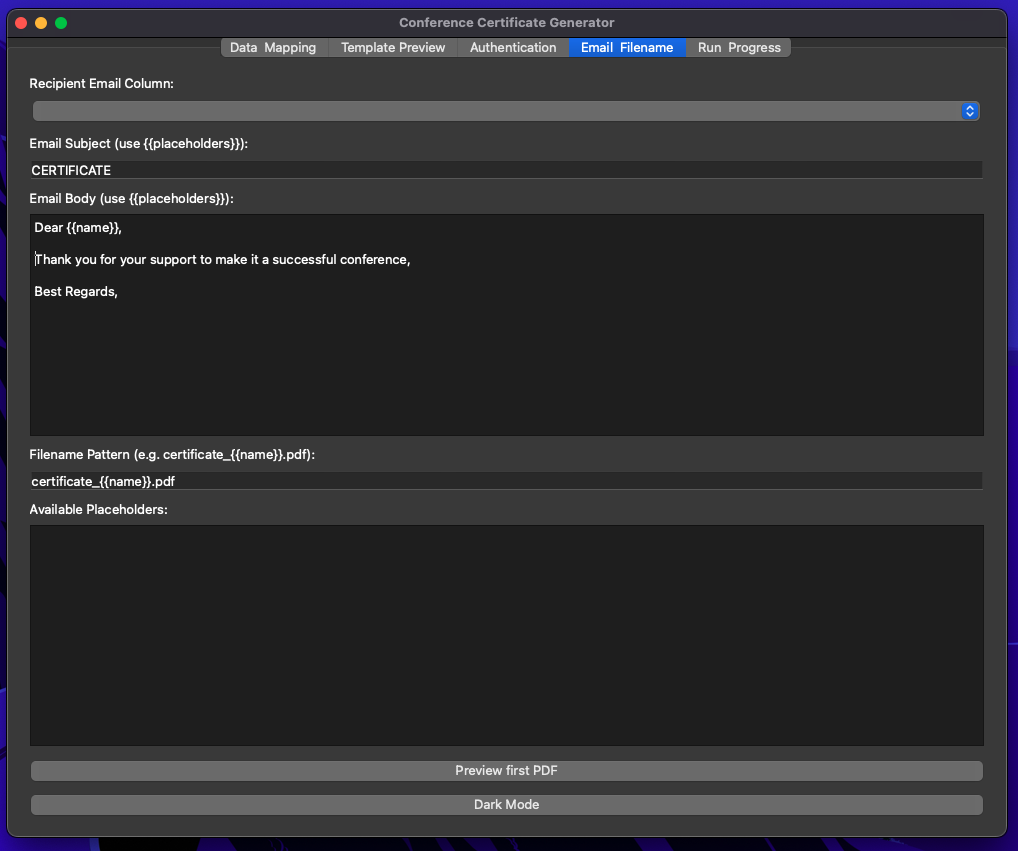 Conference Certificate Generator
Data Mapping Template Preview Authentication Email Filename Run Progress
Recipient Email Column:
Email Subject (use {{placeholders}}):
CERTIFICATE
Email Body (use {{placeholders}}):
Dear {{name}},
Thank you for your support to make it a successful conference,
Best Regards,
Filename Pattern (e.g. certificate_{{name}}.pdf):
certificate_{{name}}.pdf
Available Placeholders:
Preview first PDF
Dark Mode